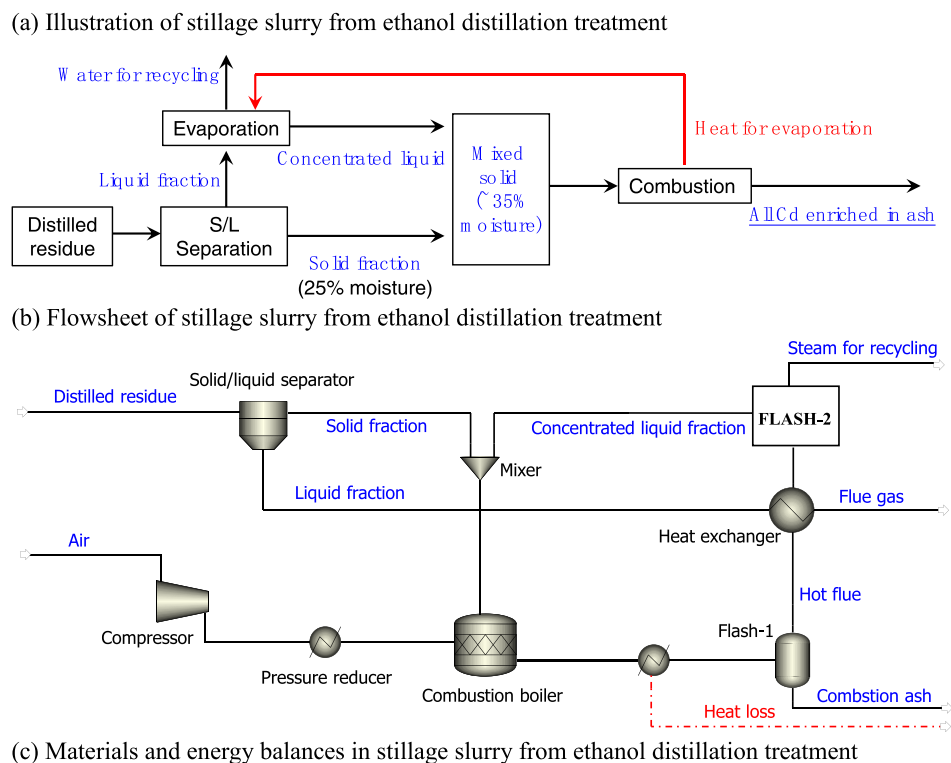 (a) Illustration of stillage slurry from ethanol distillation treatment
Water for recycling
Evaporation
Heat for evaporation
Concentrated liquid
Mixed
solid
(~35%
moisture)
Combustion
Liquid fraction
All Cd enriched in ash
Distilled
residue
S/L
Separation
Solid fraction
(25% moisture)
(b) Flowsheet of stillage slurry from ethanol distillation treatment
Steam for recycling
Solid/liquid separator
Distilled residue
Solid fraction
Concentrated liquid fraction
FLASH-2
Mixer
Liquid fraction
Flue gas
Heat exchanger
Air
Hot flue
Compressor
Flash-1
Pressure reducer
Combustion boiler
Combstion ash
Heat loss
(c) Materials and energy balances in stillage slurry from ethanol distillation treatment